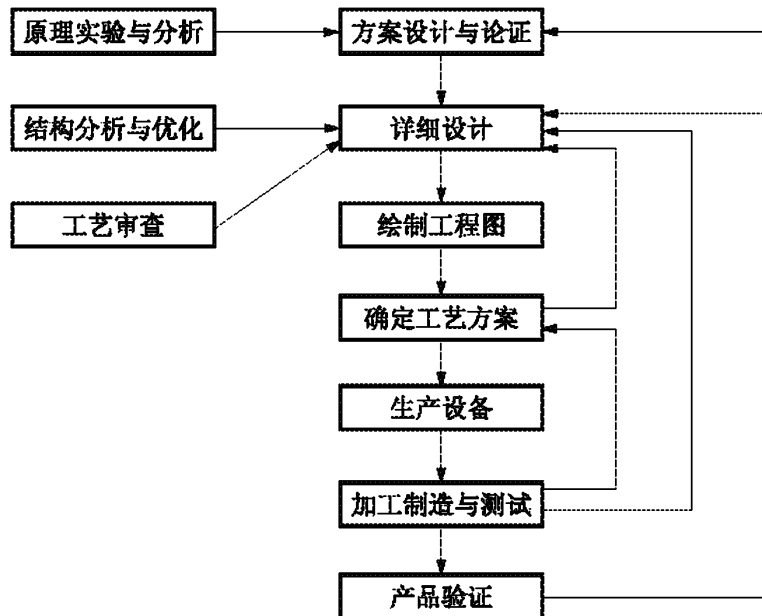 原理实验与分析
方案设计与论证
结构分析与优化
详细设计
工艺审查
绘制工程图
确定工艺方案
生产设备
加工制造与测试
产品验证